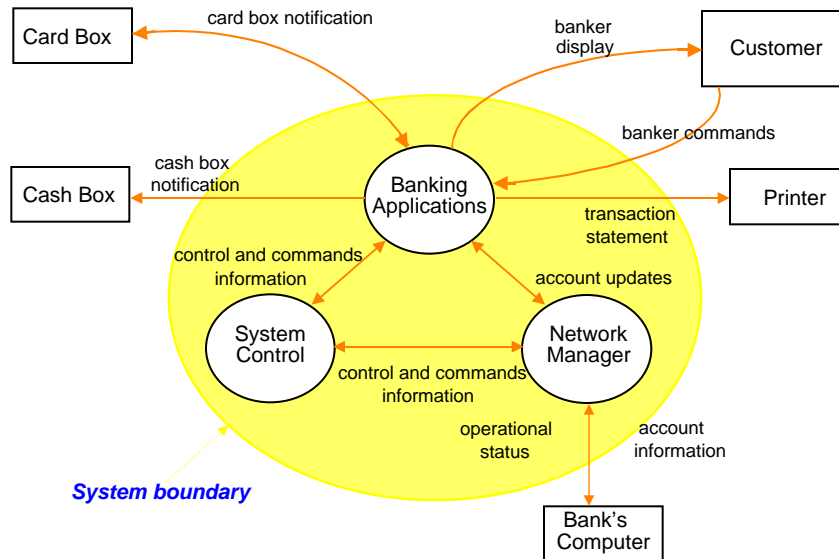 card box notification
Card Box
banker
display
Customer
banker commands
cash box
notification
Cash Box
Banking
Applications
Printer
transaction
statement
control and commands
information
account updates
System
Control
Network
Manager
control and commands
information
operational
status
account
information
System boundary
Bank's
Computer